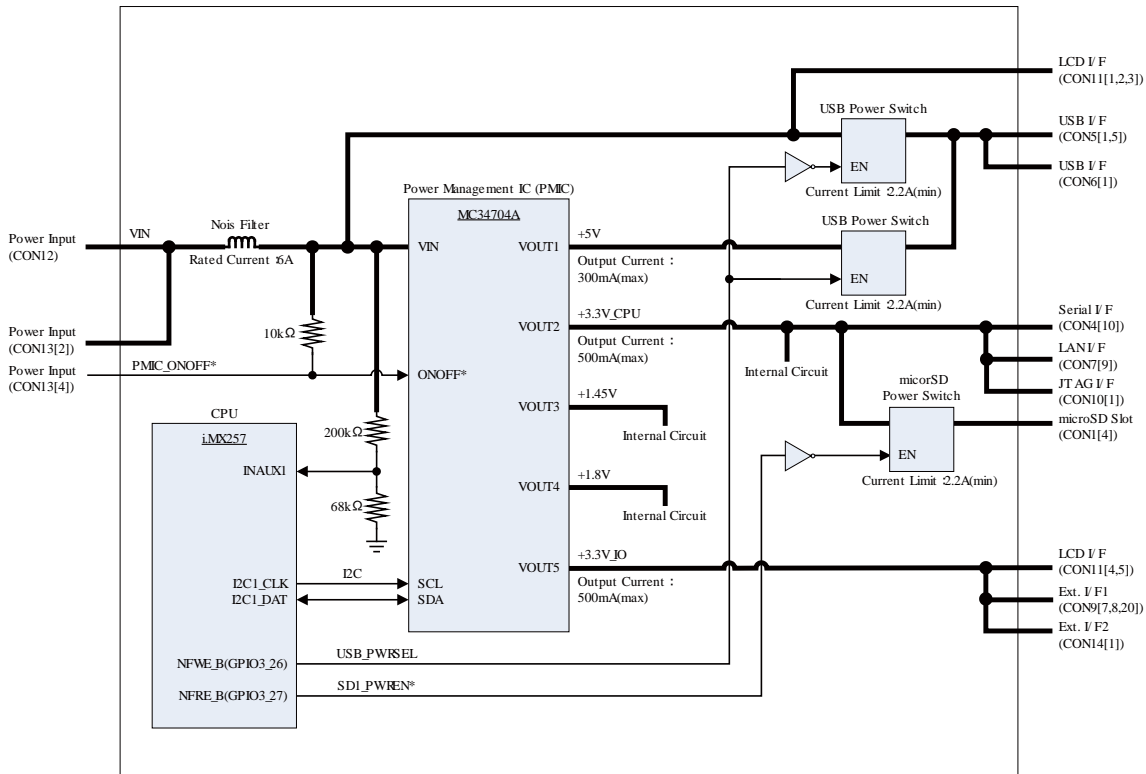 LCD I/F
(CON11[1,2,3])
USB Power Switch
USB I/F
(CON5[1,5])
EN
USB I/F
(CON6[1])
Current Limit :2.2A(min)
Power Management IC (PMIC)
MC34704A
USB Power Switch
Nois Filter
Power Input
(CON12)
VIN
Rated Current :6A
VIN
VOUT1
+5V
Output Current :
300mA(max)
EN
Current Limit :2.2A(min)
Power Input
(CON13[2])
10kΩ
VOUT2
+3.3V_CPU
Output Current :
500mA(max)
Internal Circuit
Serial I/F
(CON4[10])
LAN I/F
(CON7[9])
JTAG I/F
(CON10[1])
Power Input
(CON13[4])
PMIC_ONOFF*
ONOFF*
micorSD
Power Switch
microSD Slot
(CON1[4])
EN
Current Limit :2.2A(min)
VOUT3
+1.45V
Internal Circuit
CPU
i.MX257
200kΩ
INAUX1
68kΩ
VOUT4
+1.8V
Internal Circuit
VOUT5
+3.3V_IO
Output Current :
500mA(max)
LCD I/F
(CON11[4,5])
Ext. I/F1
(CON9[7,8,20])
Ext. I/F2
(CON14[1])
I2C1_CLK
I2C
SCL
I2C1_DAT
SDA
NFWE_B(GPIO3_26)
USB_PWRSEL
NFRE_B(GPIO3_27)
SD1_PWREN*